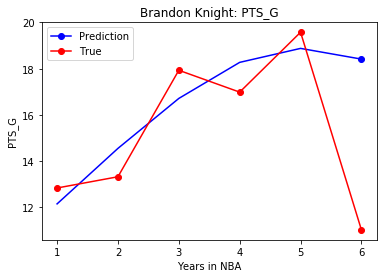 Brandon Knight: PTS_G
Prediction
True
PTS_G
20
18
16
14
12
1 2 3 4 5 6
Years in NBA